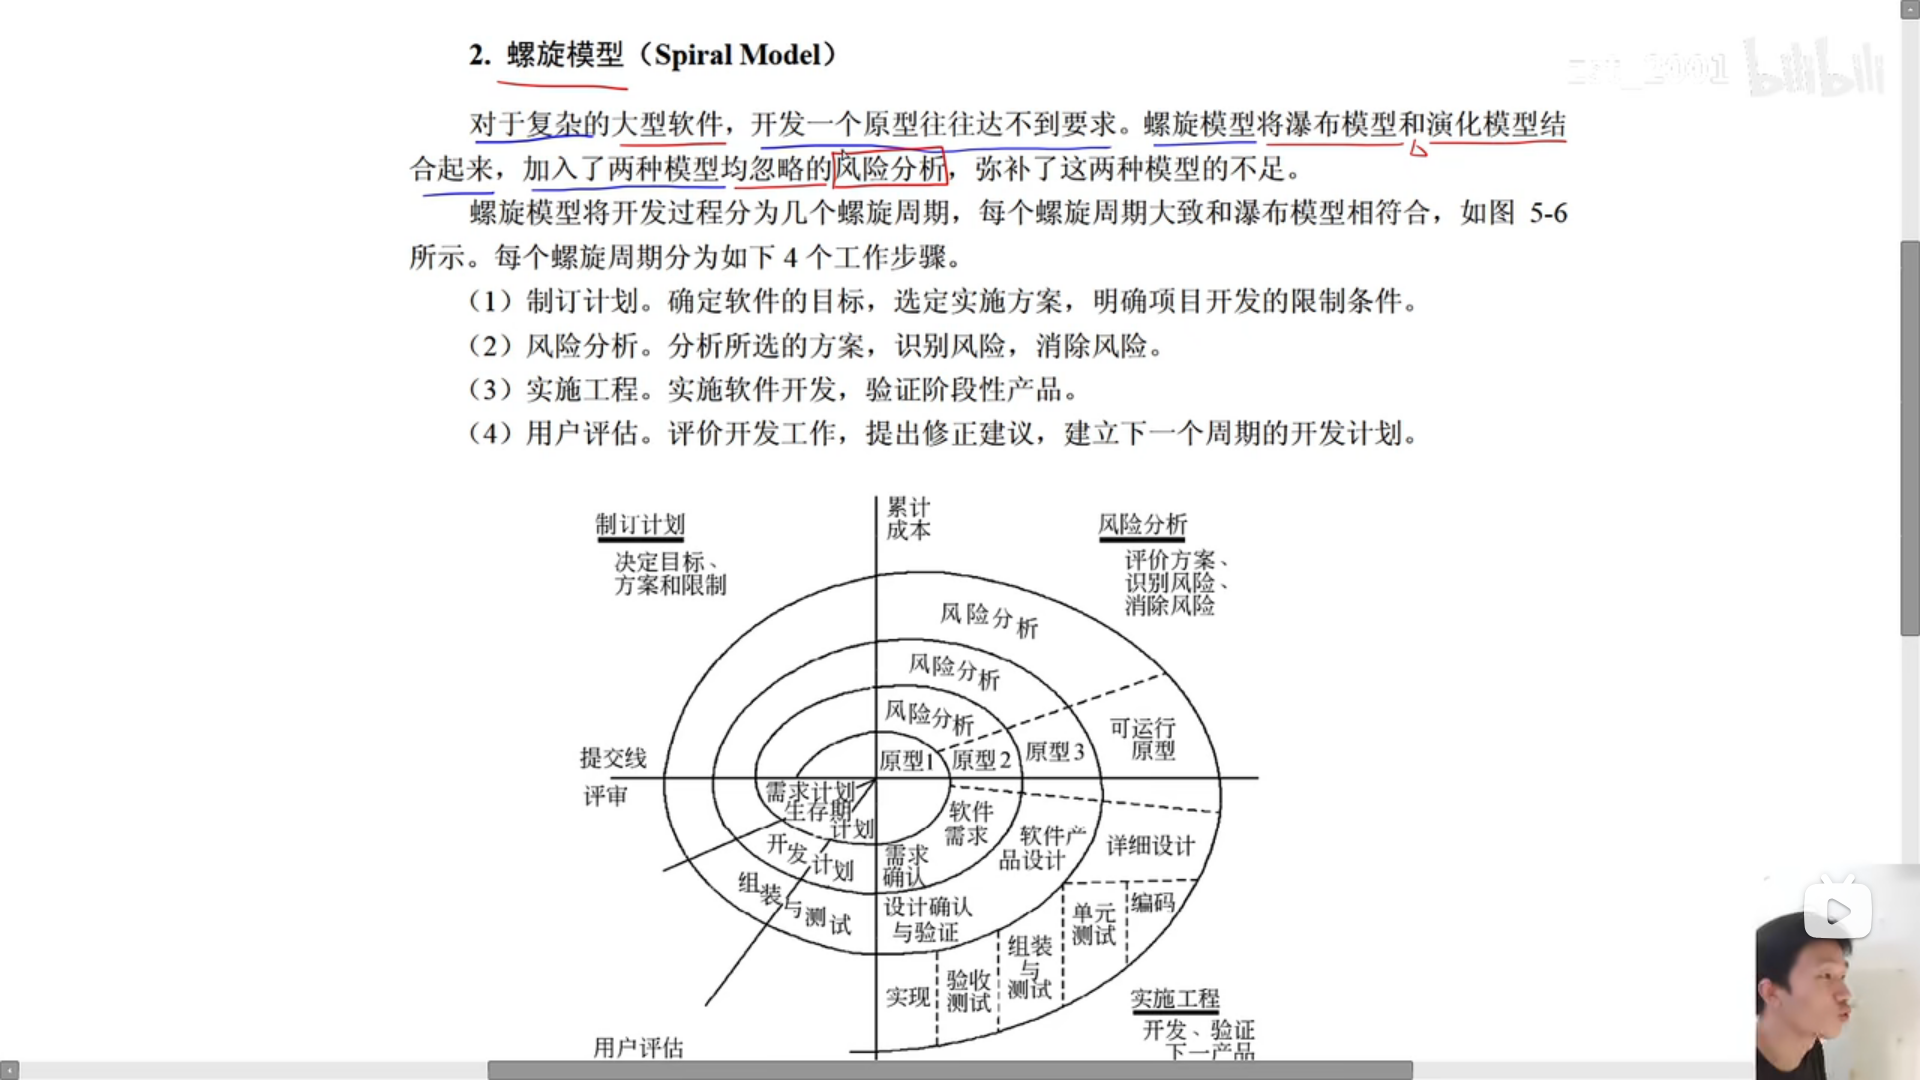 2. 螺旋模型（Spiral Model）
bilibili
对于复杂的大型软件，开发一个原型往往达不到要求。螺旋模型将瀑布模型和演化模型结
合起来，加入了两种模型均忽略的风险分析，弥补了这两种模型的不足。
螺旋模型将开发过程分为几个螺旋周期，每个螺旋周期大致和瀑布模型相符合，如图 5-6
所示。每个螺旋周期分为如下 4 个工作步骤。
（1）制订计划。确定软件的目标，选定实施方案，明确项目开发的限制条件。
（2）风险分析。分析所选的方案，识别风险，消除风险。
（3）实施工程。实施软件开发，验证阶段性产品。
（4）用户评估。评价开发工作，提出修正建议，建立下一个周期的开发计划。
累计
成本
制订计划
决定目标、
方案和限制
风险分析
评价方案、
识别风险、
消除风险
风险分析
风险分析
风险分析
原型1
原型2
原型3
可运行
原型
提交线
评审
需求计划
生存期
计划
开发计划
组装与测试
需求
确认
软件
需求
软件产
品设计
详细设计
设计确认
与验证
实现
验收
测试
组装
与
测试
单元
测试
编码
实施工程
开发、验证
下一产品
用户评估